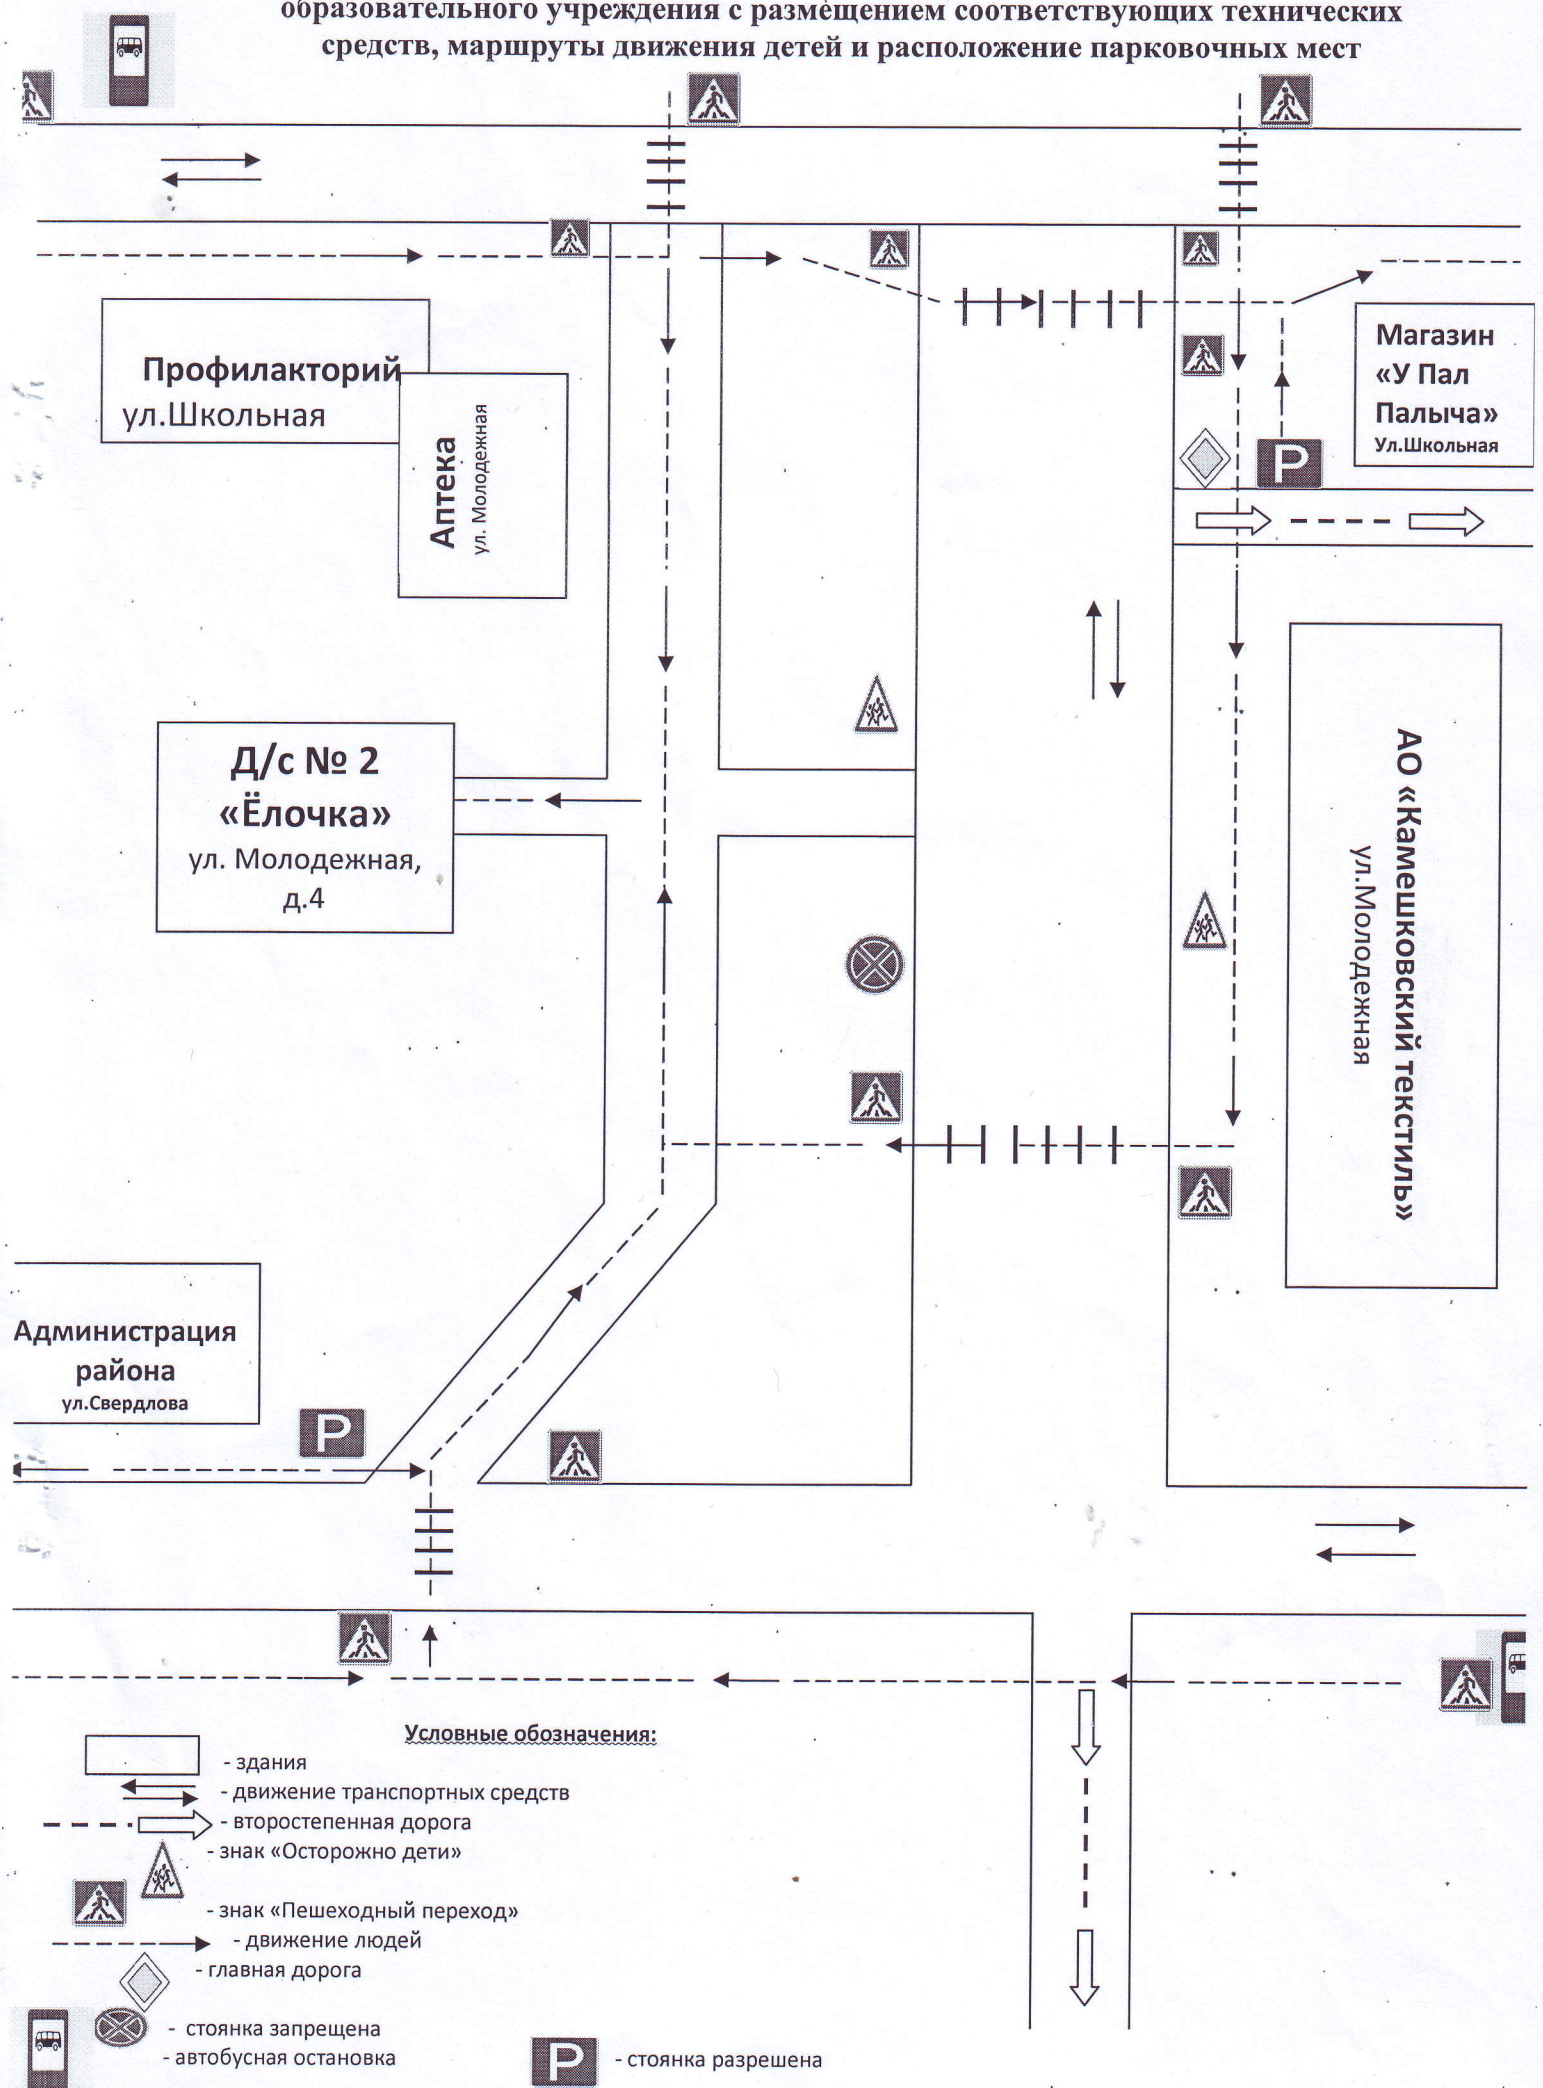 образовательного учреждения с размещением соответствующих технических
средств, маршруты движения детей и расположение парковочных мест
Профилакторий
ул.Школьная
Аптека
ул. Молодежная
Магазин
«У Пал
Палыча»
Ул.Школьная
P
Д/с № 2
«Ёлочка»
ул. Молодежная,
д.4
АО «Камешковский текстиль»
ул.Молодежная
Администрация
района
ул.Свердлова
P
Условные обозначения:
- здания
- движение транспортных средств
- второстепенная дорога
- знак «Осторожно дети»
- знак «Пешеходный переход»
- движение людей
- главная дорога
- стоянка запрещена
- автобусная остановка
P
- стоянка разрешена